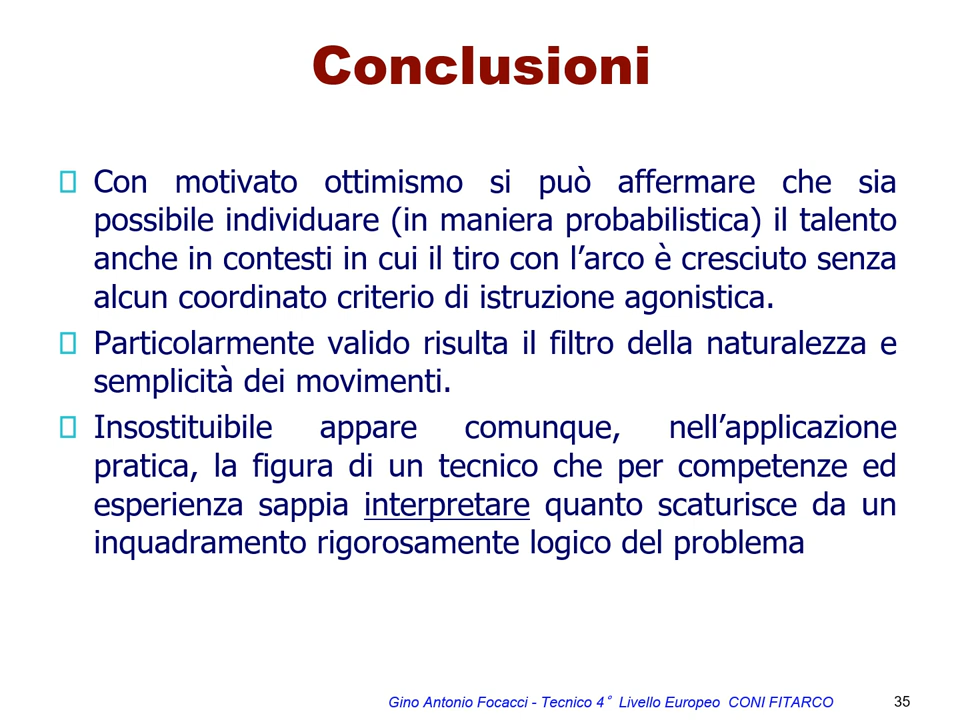 Conclusioni
Con motivato ottimismo si può affermare che sia
possibile individuare (in maniera probabilistica) il talento
anche in contesti in cui il tiro con l’arco è cresciuto senza
alcun coordinato criterio di istruzione agonistica.
Particolarmente valido risulta il filtro della naturalezza e
semplicità dei movimenti.
Insostituibile appare comunque, nell’applicazione
pratica, la figura di un tecnico che per competenze ed
esperienza sappia interpretare quanto scaturisce da un
inquadramento rigorosamente logico del problema
Gino Antonio Focacci - Tecnico 4° Livello Europeo CONI FITARCO
35